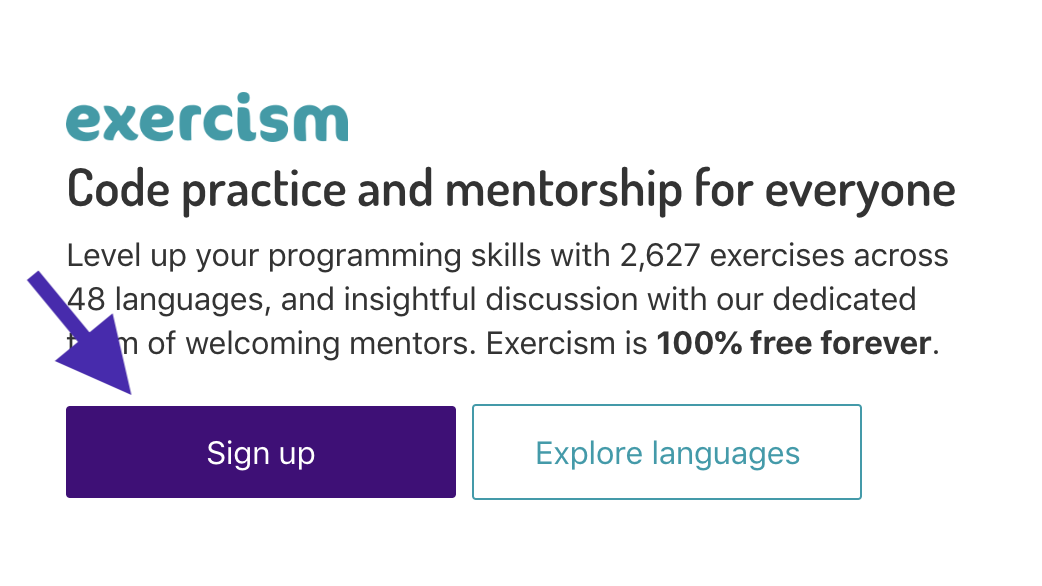 exercism
Code practice and mentorship for everyone
Level up your programming skills with 2,627 exercises across
48 languages, and insightful discussion with our dedicated
of welcoming mentors. Exercism is 100% free forever.
Sign up
Explore languages